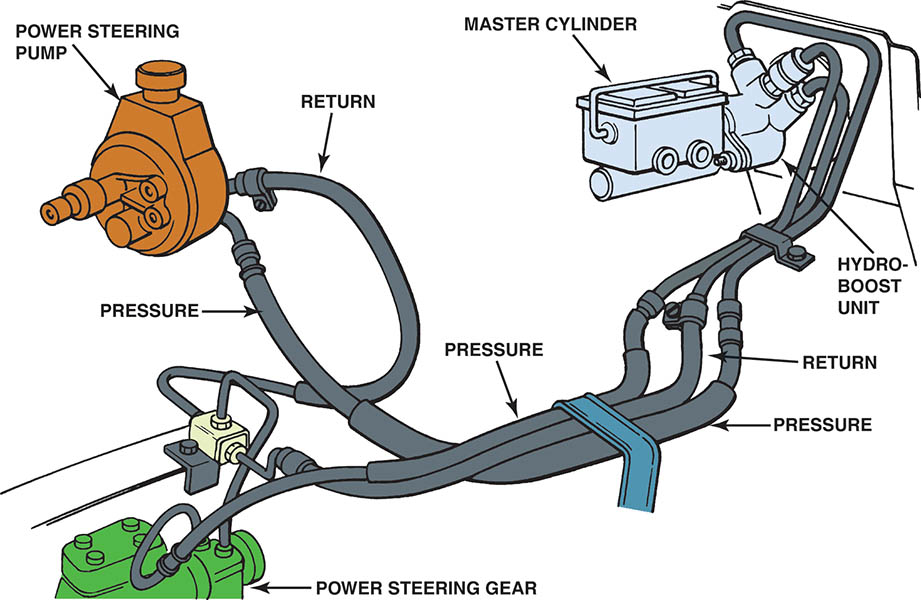 POWER STEERING
PUMP
RETURN
MASTER CYLINDER
HYDRO-
BOOST
UNIT
PRESSURE
PRESSURE
RETURN
PRESSURE
POWER STEERING GEAR